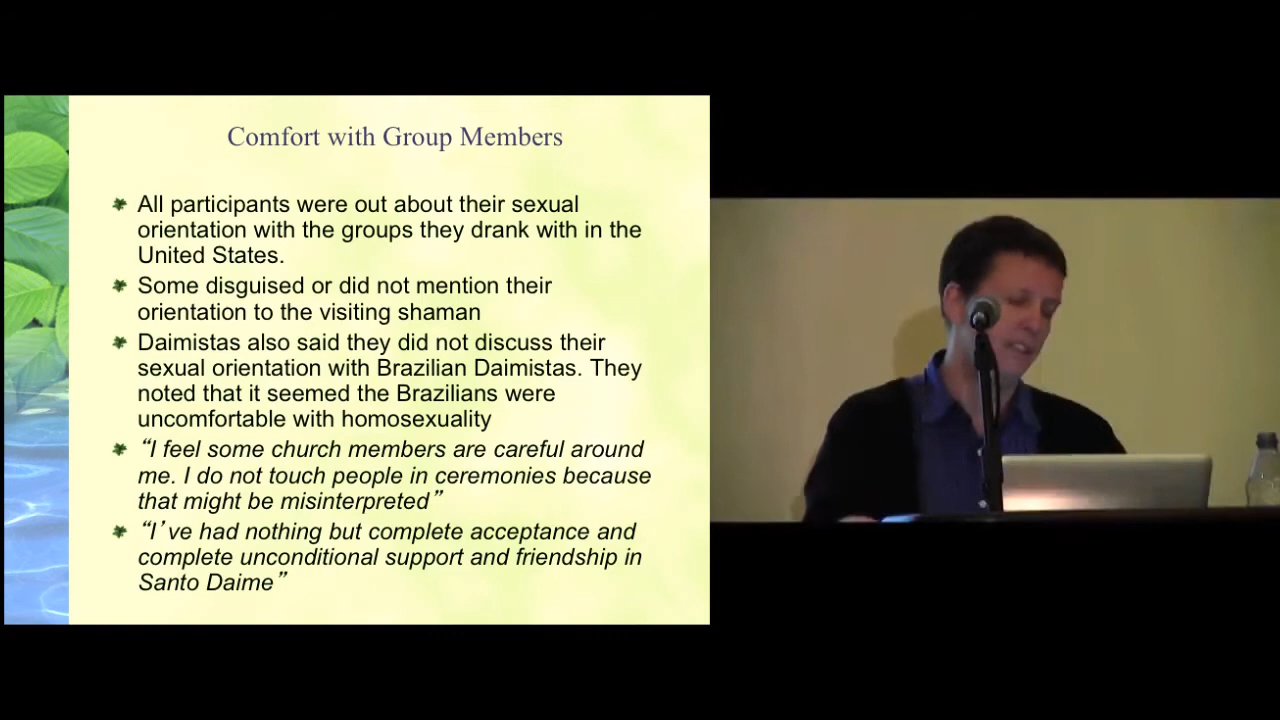 Comfort with Group Members
All participants were out about their sexual
orientation with the groups they drank with in the
United States.
Some disguised or did not mention their
orientation to the visiting shaman
Daimistas also said they did not discuss their
sexual orientation with Brazilian Daimistas. They
noted that it seemed the Brazilians were
uncomfortable with homosexuality
“I feel some church members are careful around
me. I do not touch people in ceremonies because
that might be misinterpreted”
“I’ve had nothing but complete acceptance and
complete unconditional support and friendship in
Santo Daime”